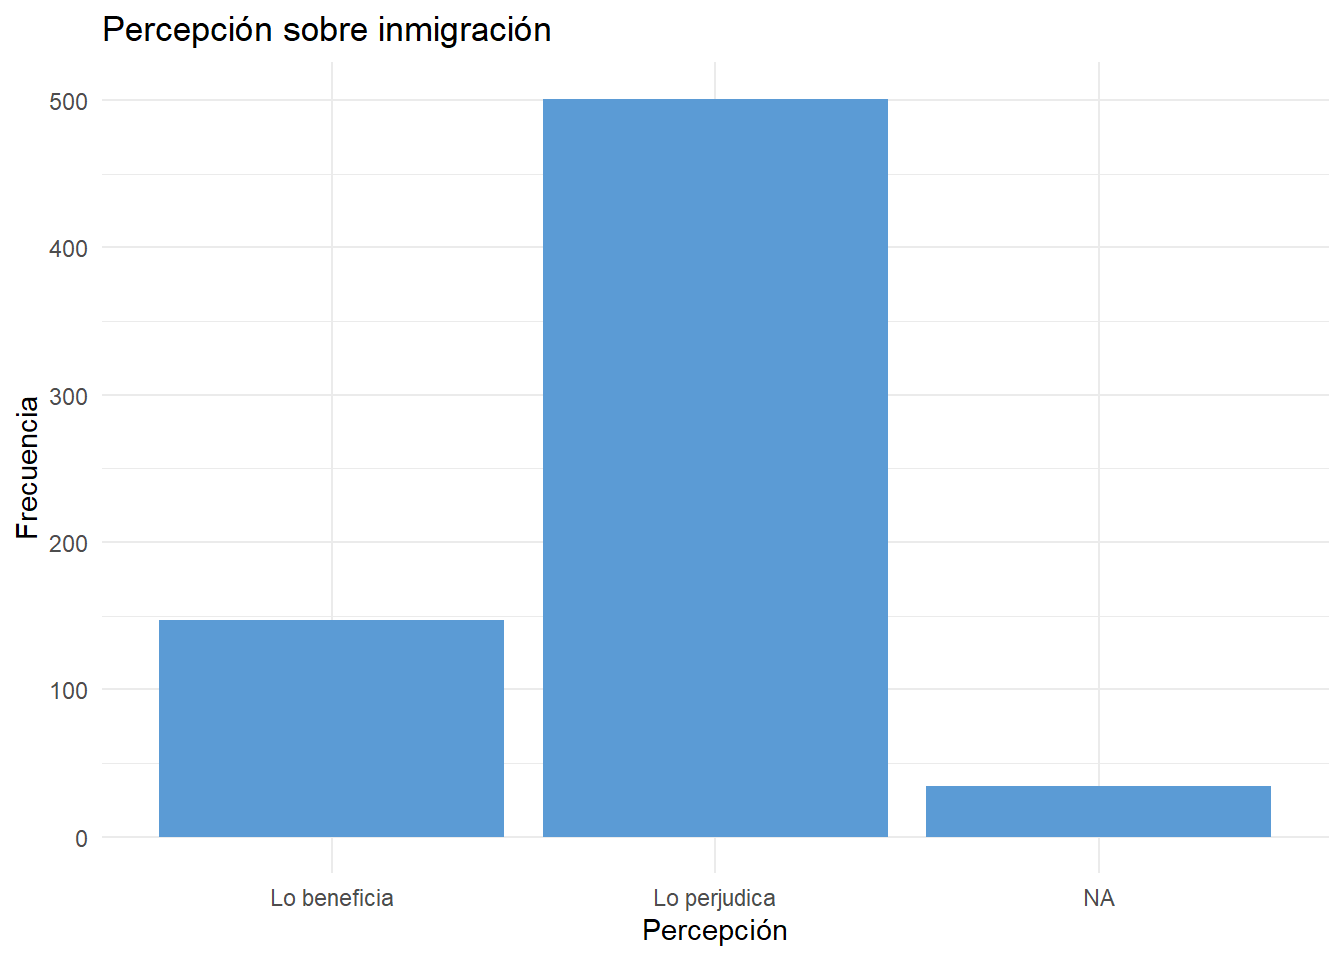 Percepción sobre inmigración
500
400
300
200
100
0
Frecuencia
Lo beneficia
Lo perjudica
NA
Percepción